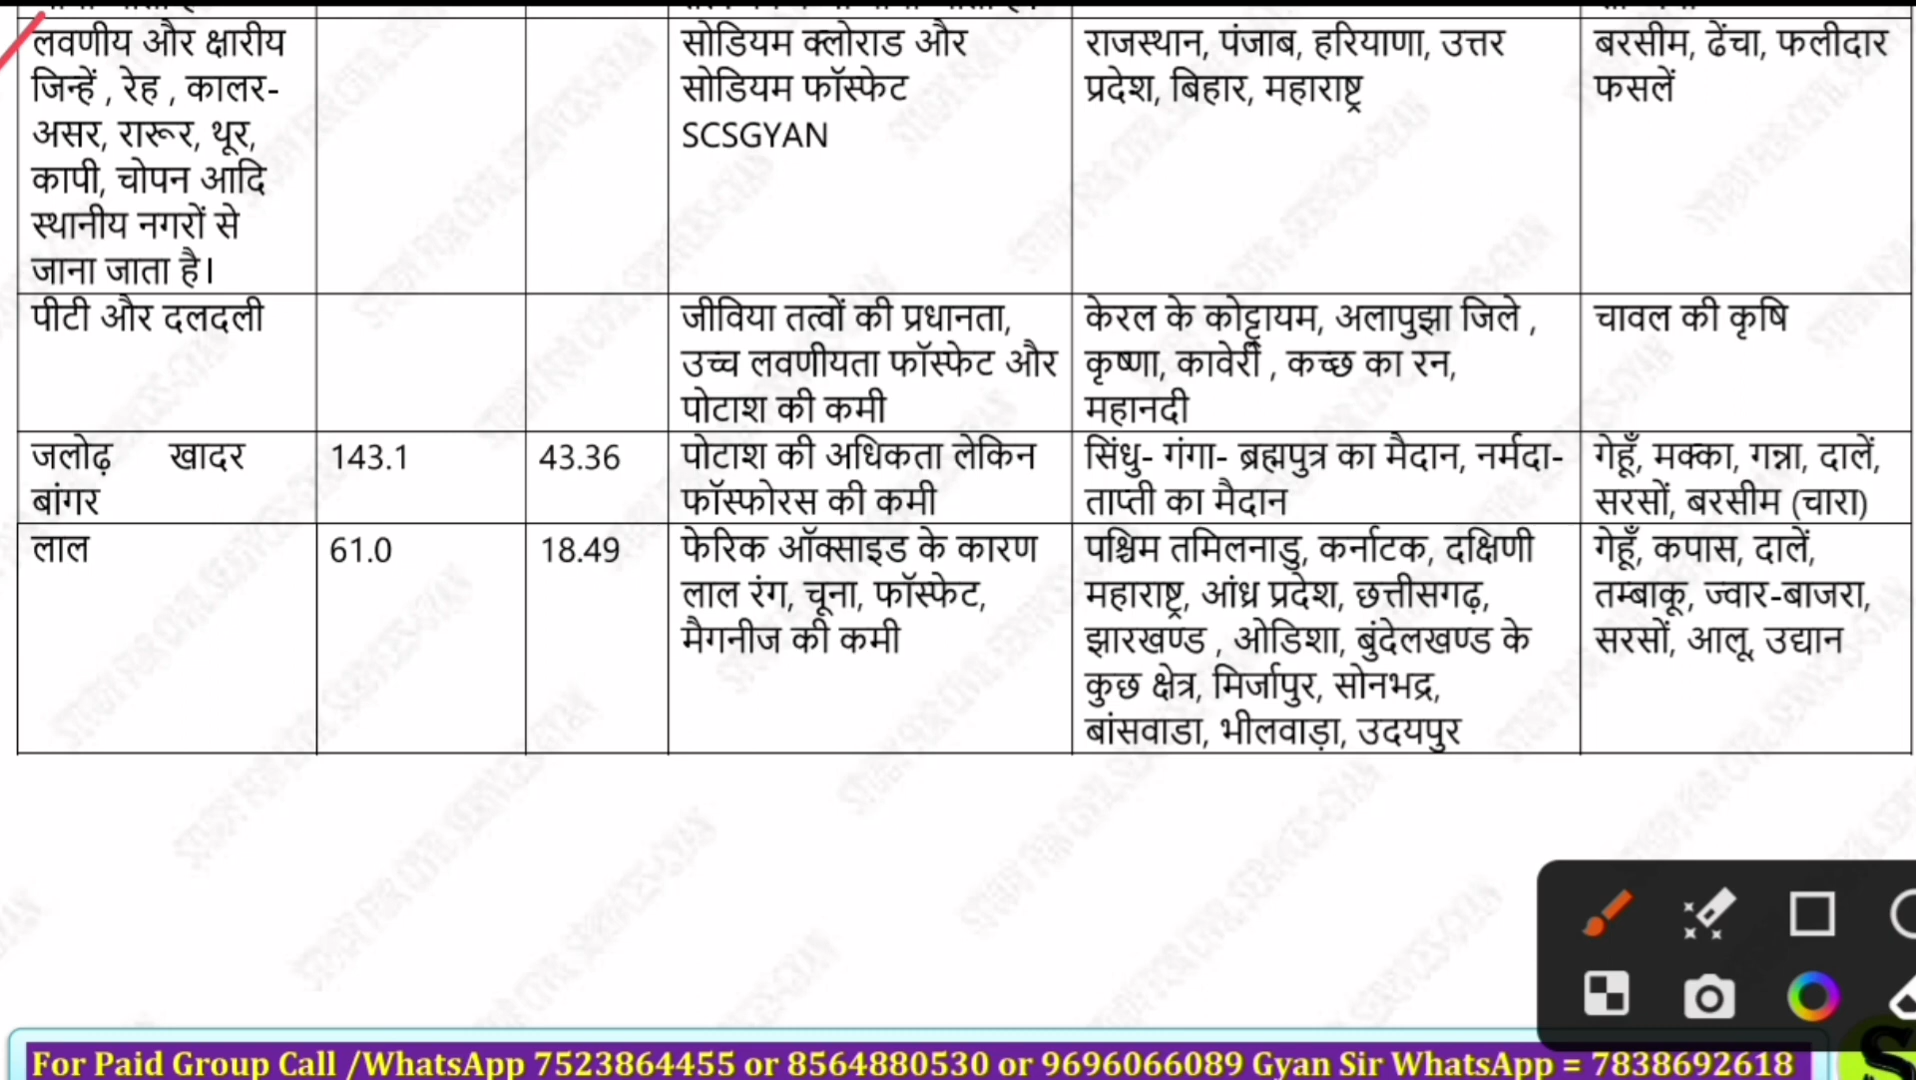 लवणीय और क्षारीय
जिन्हें , रेह , कालर-
असर, रारूर, थूर,
कापी, चोपन आदि
स्थानीय नगरों से
जाना जाता है।
सोडियम क्लोराड और
सोडियम फॉस्फेट
SCSGYAN
राजस्थान, पंजाब, हरियाणा, उत्तर
प्रदेश, बिहार, महाराष्ट्र
बरसीम, ढेंचा, फलीदार
फसलें
पीटी और दलदली
जीविया तत्वों की प्रधानता,
उच्च लवणीयता फॉस्फेट और
पोटाश की कमी
केरल के कोट्टायम, अलापुझा जिले ,
कृष्णा, कावेरी , कच्छ का रन,
महानदी
चावल की कृषि
जलोढ़ खादर
बांगर
143.1
43.36
पोटाश की अधिकता लेकिन
फॉस्फोरस की कमी
सिंधु- गंगा- ब्रह्मपुत्र का मैदान, नर्मदा-
ताप्ती का मैदान
गेहूँ, मक्का, गन्ना, दालें,
सरसों, बरसीम (चारा)
लाल
61.0
18.49
फेरिक ऑक्साइड के कारण
लाल रंग, चूना, फॉस्फेट,
मैगनीज की कमी
पश्चिम तमिलनाडु, कर्नाटक, दक्षिणी
महाराष्ट्र, आंध्र प्रदेश, छत्तीसगढ़,
झारखण्ड , ओडिशा, बुंदेलखण्ड के
कुछ क्षेत्र, मिर्जापुर, सोनभद्र,
बांसवाडा, भीलवाड़ा, उदयपुर
गेहूँ, कपास, दालें,
तम्बाकू, ज्वार-बाजरा,
सरसों, आलू, उद्यान
For Paid Group Call /WhatsApp 7523864455 or 8564880530 or 9696066089 Gyan Sir WhatsApp = 7838692618